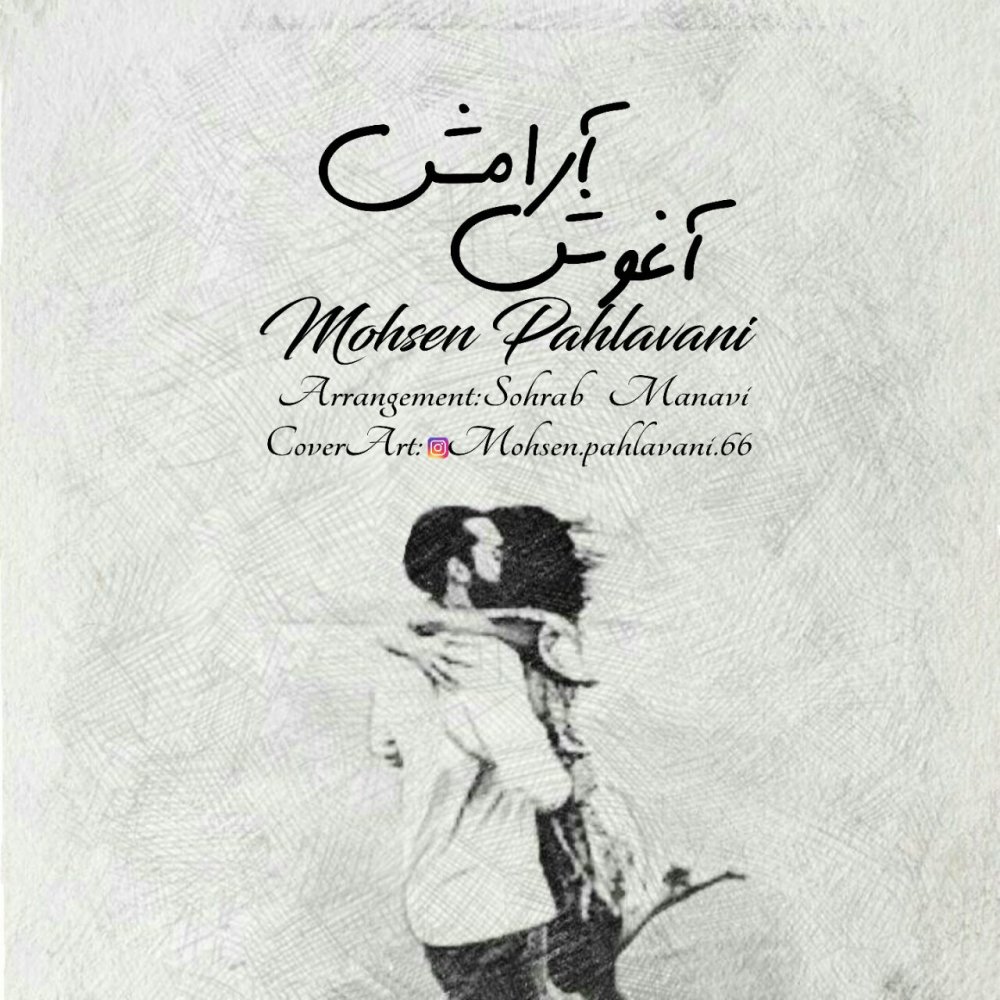 آرامش
آغوش
Mohsen Pahlavani
Arrangement:Sohrab Manavi
CoverArt: Mohsen.pahlavani.66